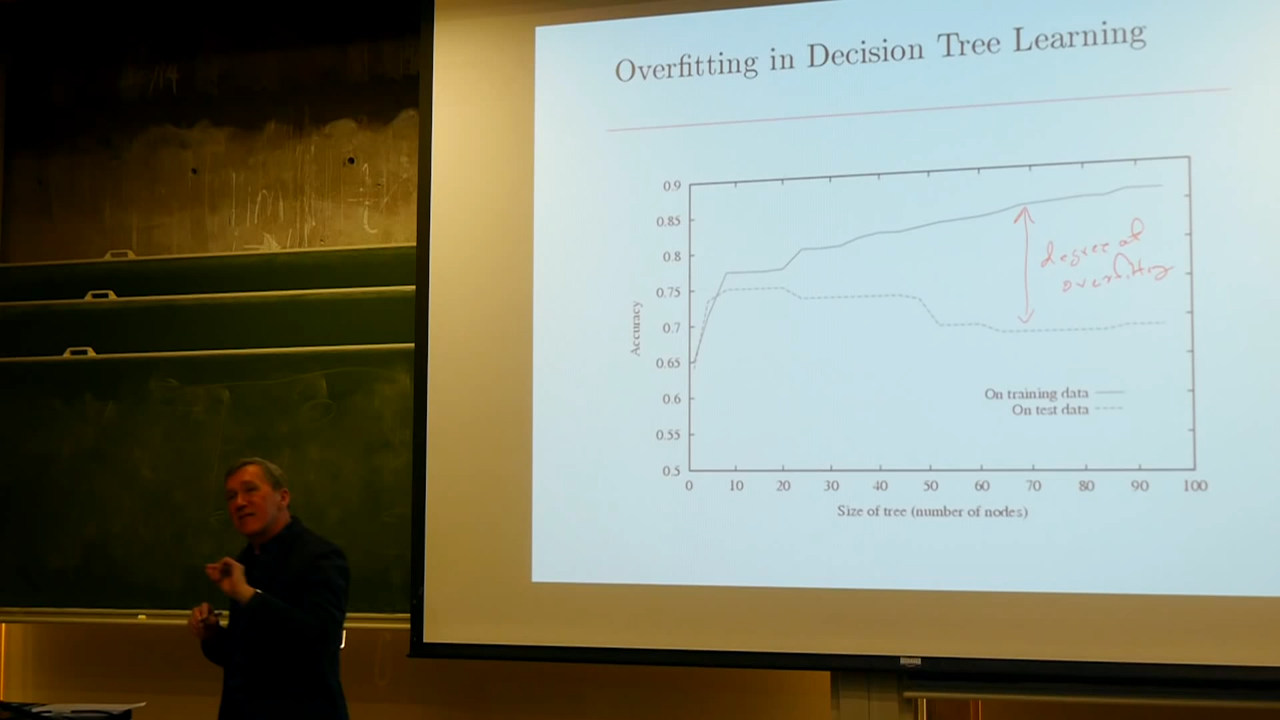 Overfitting in Decision Tree Learning
0.9
0.85
0.8
0.75
0.7
0.65
0.6
0.55
0.5
Accuracy
degree of
overfitting
On training data
On test data
0 10 20 30 40 50 60 70 80 90 100
Size of tree (number of nodes)